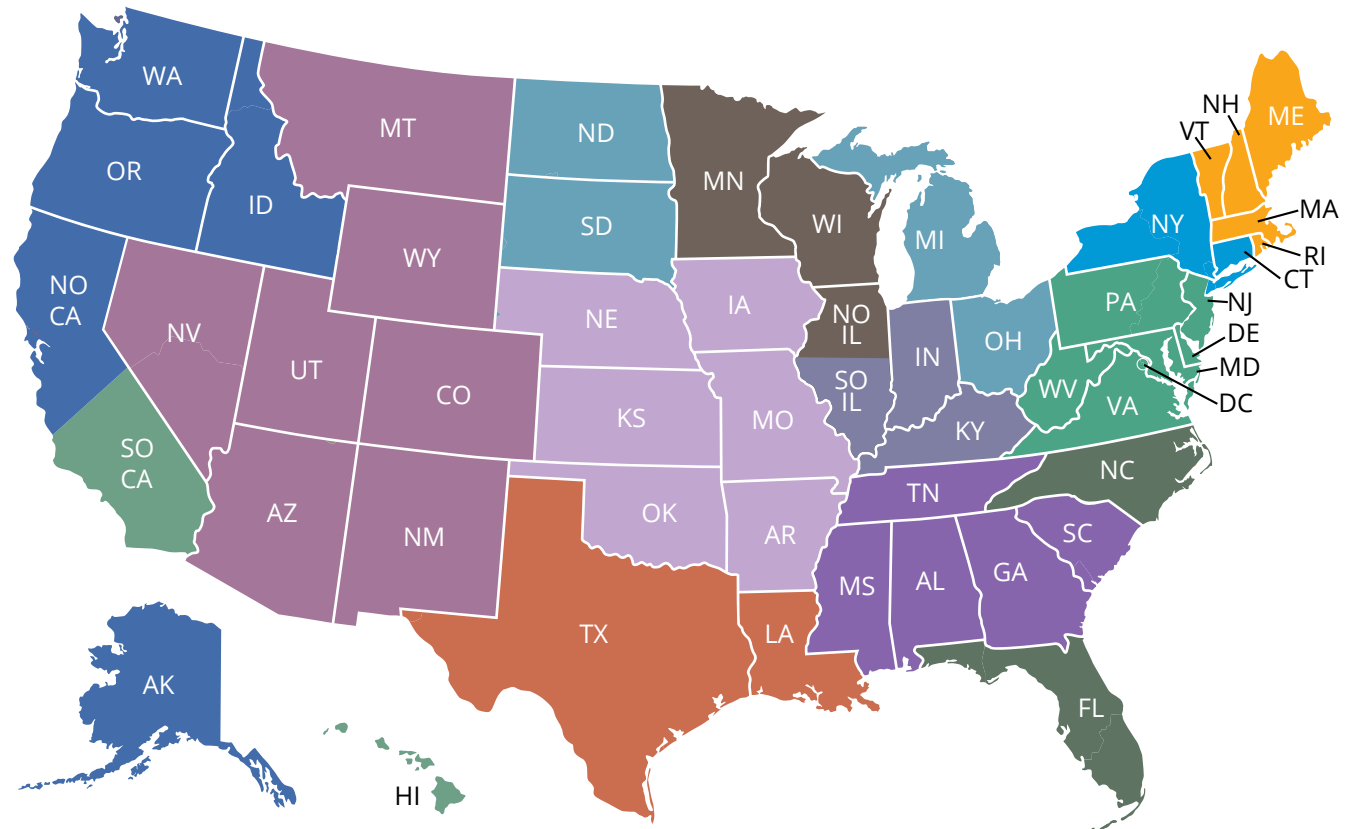 WA
MT
ND
MN
ME
NH
VT
OR
ID
SD
WI
MI
NY
MA
RI
CT
WY
NO
CA
NV
UT
CO
NE
IA
NO
IL
IN
OH
PA
NJ
DE
MD
DC
SO
IL
WV
VA
KY
KS
MO
SO
CA
AZ
NM
OK
AR
TN
NC
SC
MS
AL
GA
TX
LA
FL
AK
HI